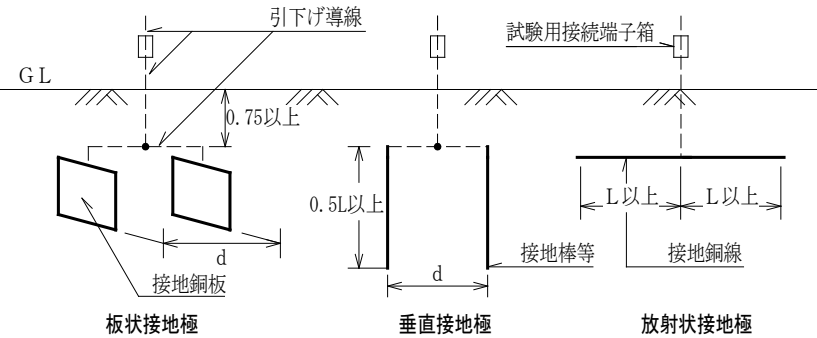 引下げ導線
試験用接続端子箱
GL
0.75以上
0.5L以上
L以上
L以上
d
接地銅板
d
接地棒等
接地銅線
板状接地極
垂直接地極
放射状接地極